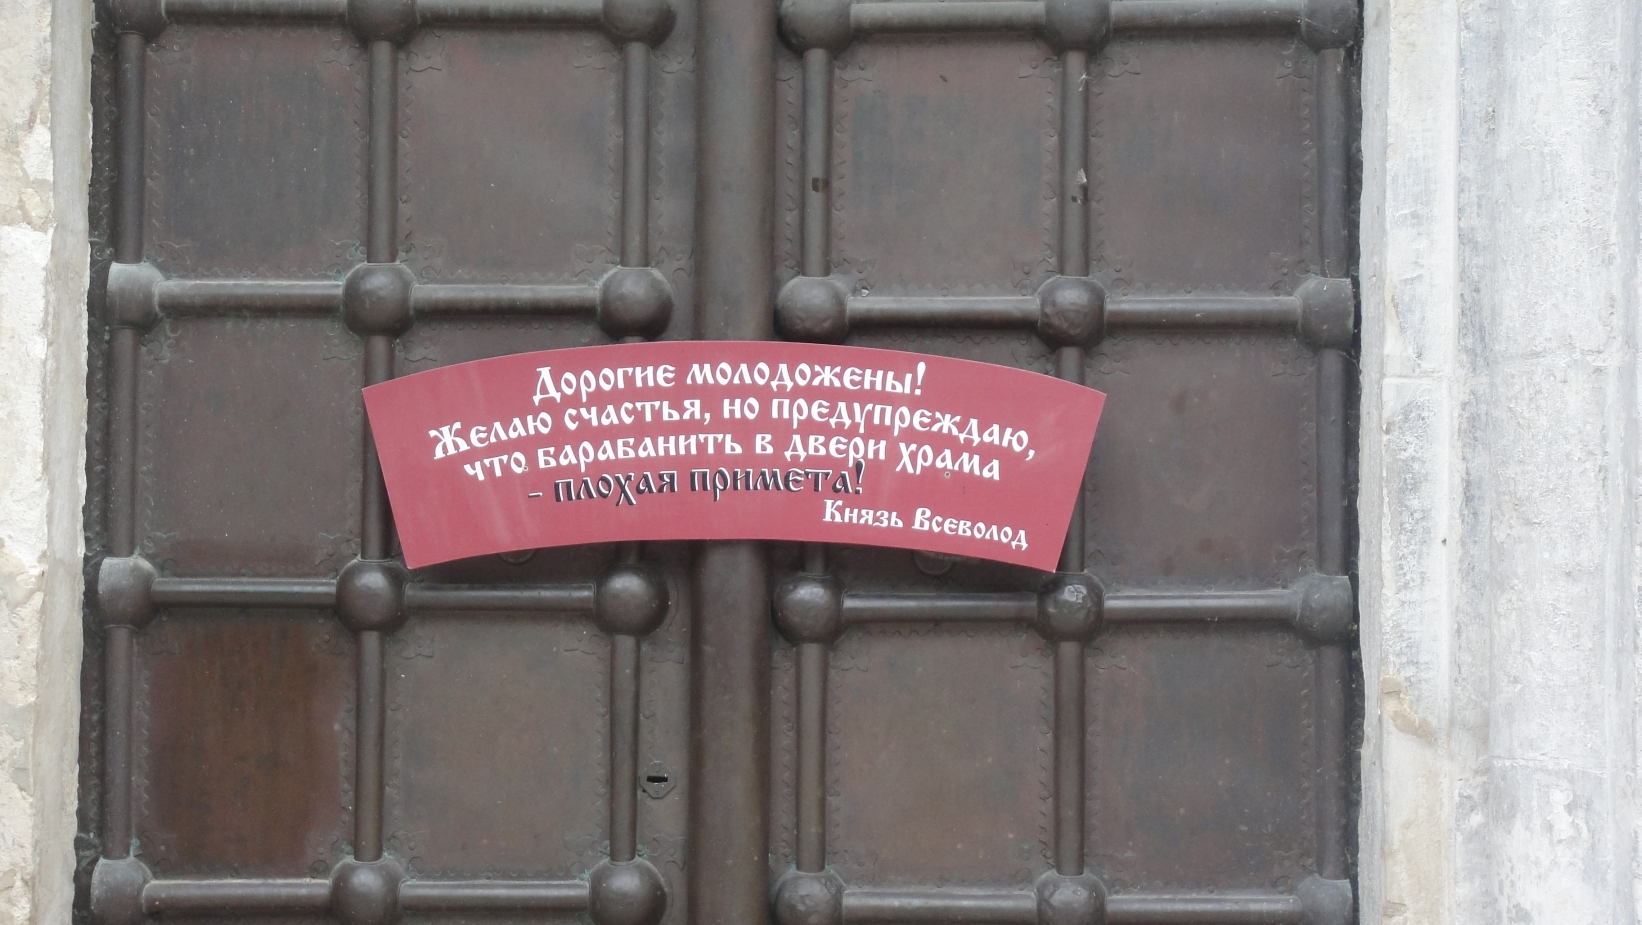 Дорогие молодожены!
Желаю счастья, но предупреждаю,
что барабанить в двери храма
- плохая примета!
Князь Всеволод